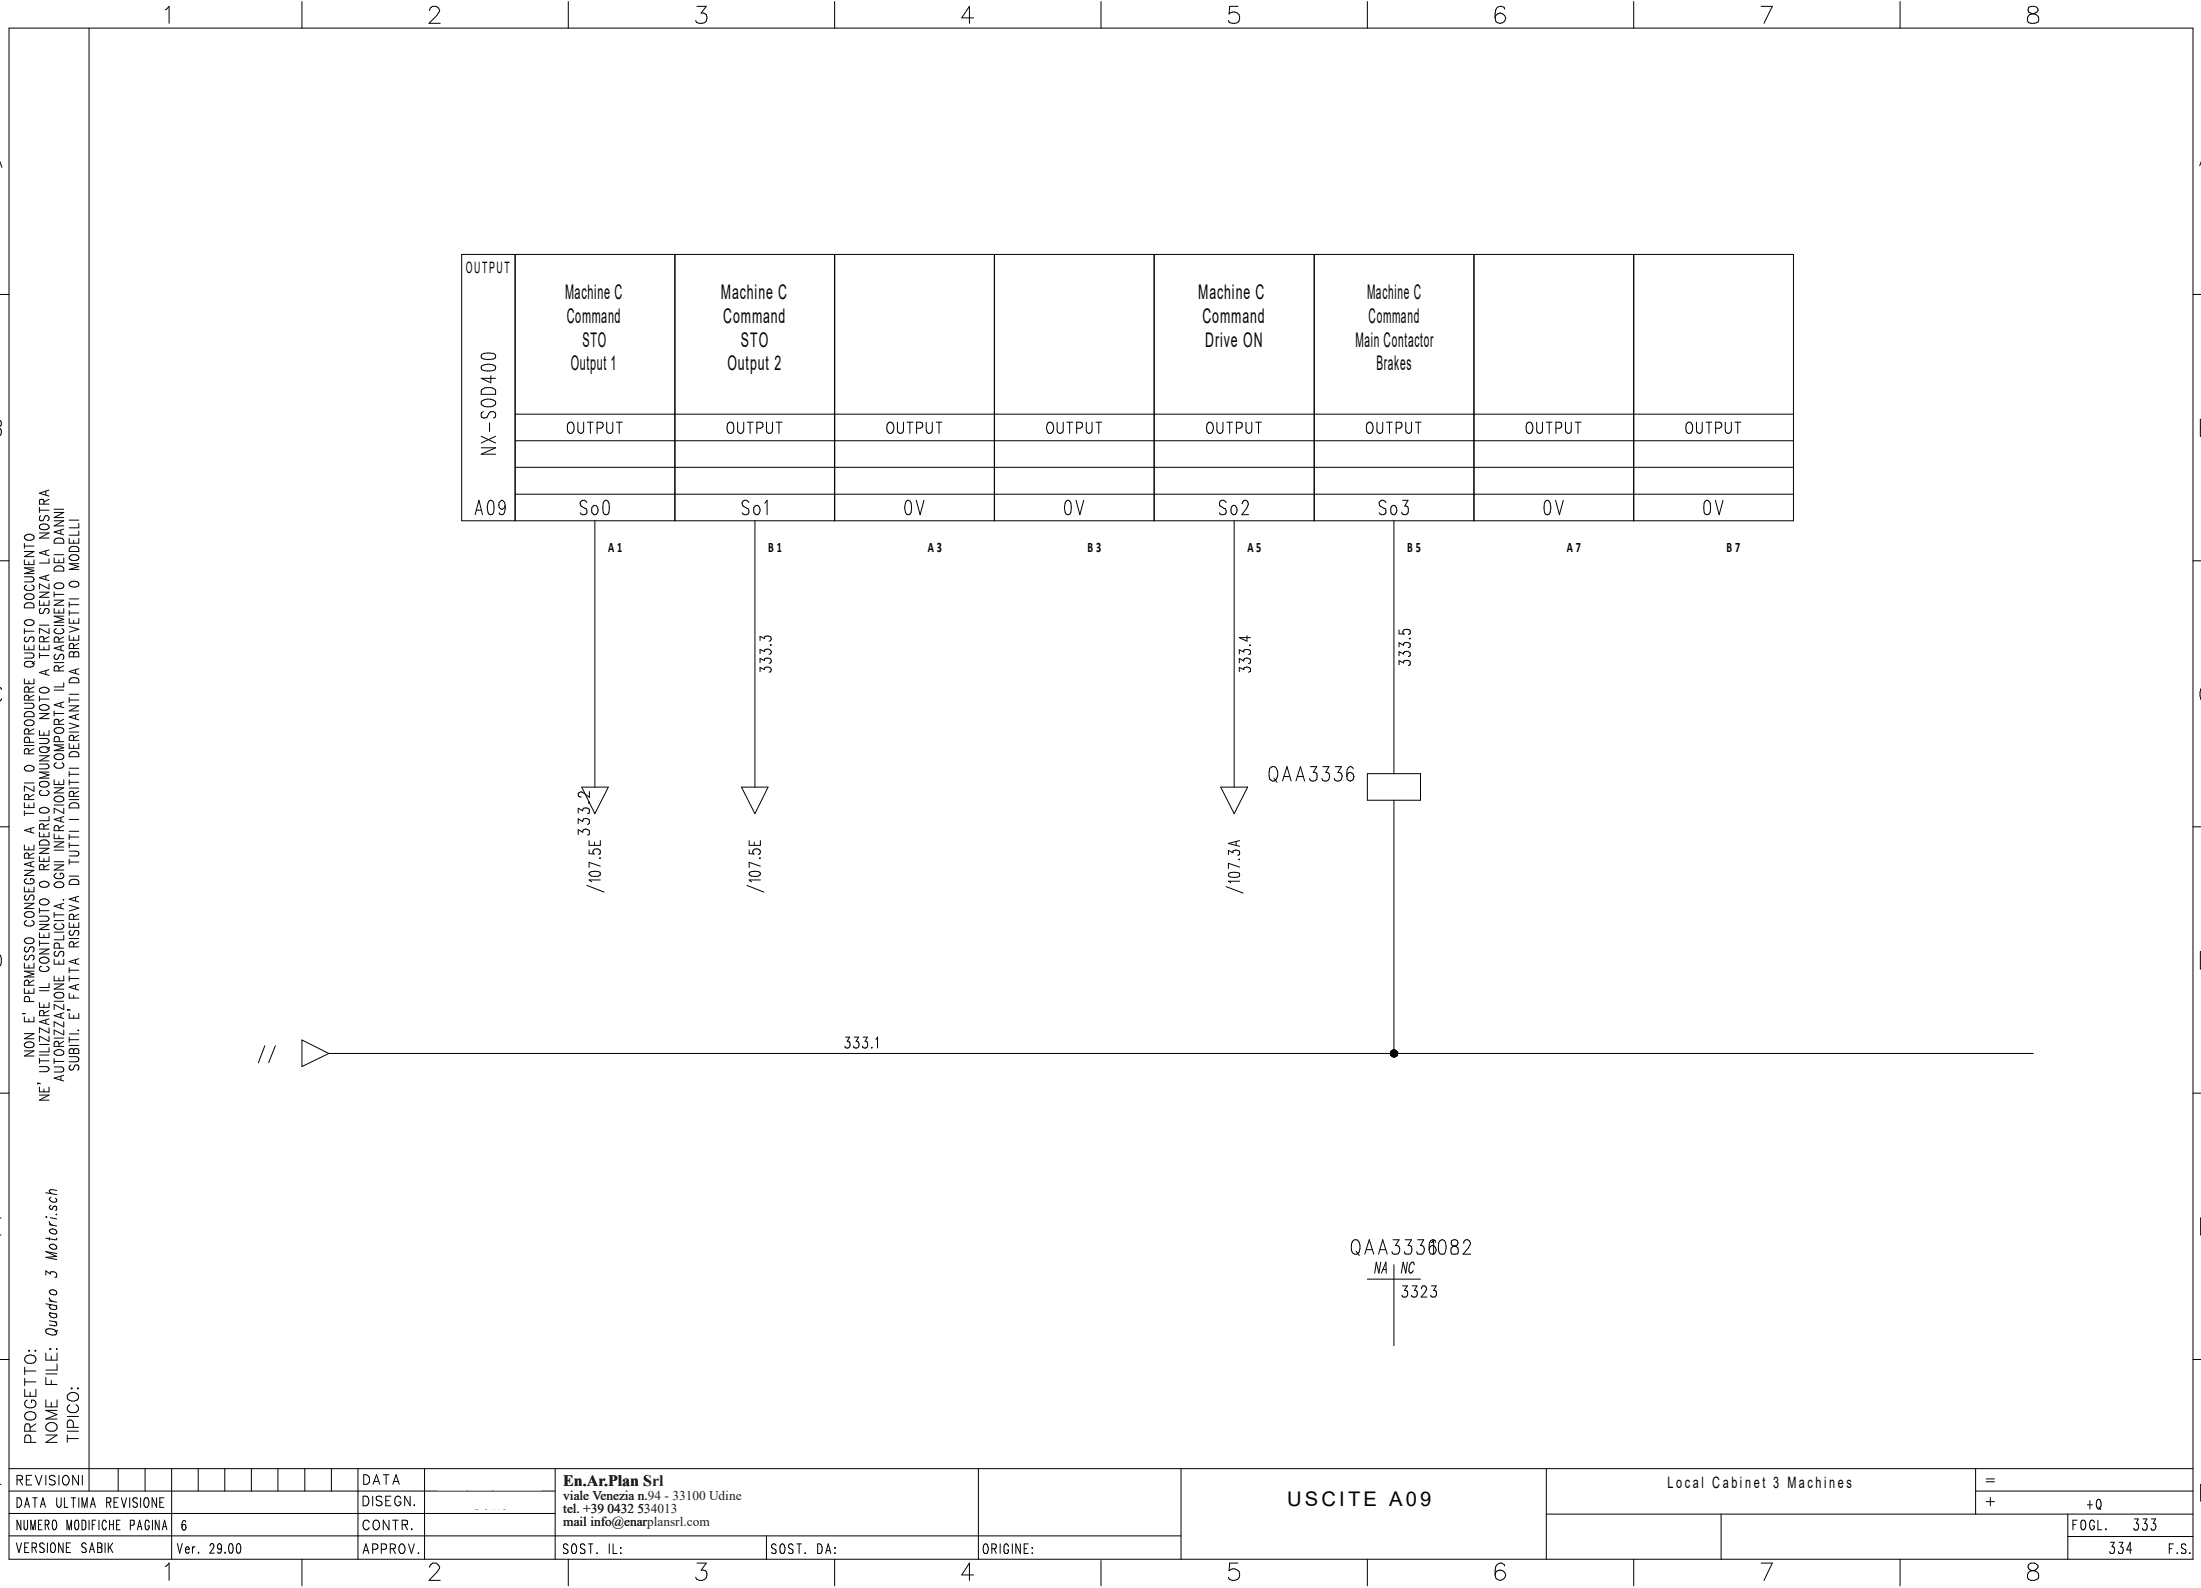 1 2 3 4 5 6 7 8
OUTPUT
NX-SOD400
A09
Machine C
Command
STO
Output 1
Machine C
Command
STO
Output 2
Machine C
Command
Drive ON
Machine C
Command
Main Contactor
Brakes
OUTPUT OUTPUT OUTPUT OUTPUT OUTPUT OUTPUT OUTPUT OUTPUT
So0 So1 0V 0V So2 So3 0V 0V
A1 B1 A3 B3 A5 B5 A7 B7
333.2
333.3
333.4
333.5
QAA3336
/107.5E
/107.5E
/107.3A
//
333.1
QAA3336
NA NC
3323
NON E' PERMESSO CONSEGNARE A TERZI O RIPRODURRE QUESTO DOCUMENTO
NE' UTILIZZARE IL CONTENUTO O RENDERLO COMUNQUE NOTO A TERZI SENZA LA NOSTRA
AUTORIZZAZIONE ESPLICITA. OGNI INFRAZIONE COMPORTA IL RISARCIMENTO DEI DANNI
SUBITI. E' FATTA RISERVA DI TUTTI I DIRITTI DERIVANTI DA BREVETTI O MODELLI
PROGETTO:
NOME FILE: Quadro 3 Motori.sch
TIPICO:
REVISIONI
DATA ULTIMA REVISIONE
NUMERO MODIFICHE PAGINA 6
VERSIONE SABIK Ver. 29.00
DATA
DISEGN.
CONTR.
APPROV.
En.Ar.Plan Srl
viale Venezia n.94 - 33100 Udine
tel. +39 0432 534013
mail info@enarplansrl.com
SOST. IL: SOST. DA: ORIGINE:
USCITE A09
Local Cabinet 3 Machines
=
+ +Q
FOGL. 333
334 F.S.
1 2 3 4 5 6 7 8